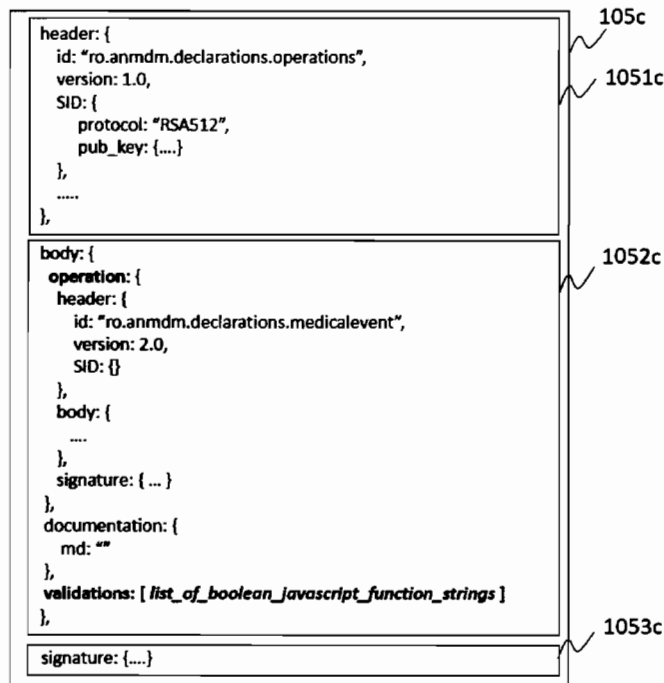 105c
header: {
id: "ro.anmdm.declarations.operations",
1051c
version: 1.0,
SID: {
protocol: "RSA512",
pub_key: {....}
},
.....
},
body: {
1052c
operation: {
header: {
id: "ro.anmdm.declarations.medicalevent",
version: 2.0,
SID: {}
},
body: {
....
},
signature: { ... }
},
documentation: {
md: ""
},
validations: [ list_of_boolean_javascript_function_strings ]
},
1053c
signature: {....}